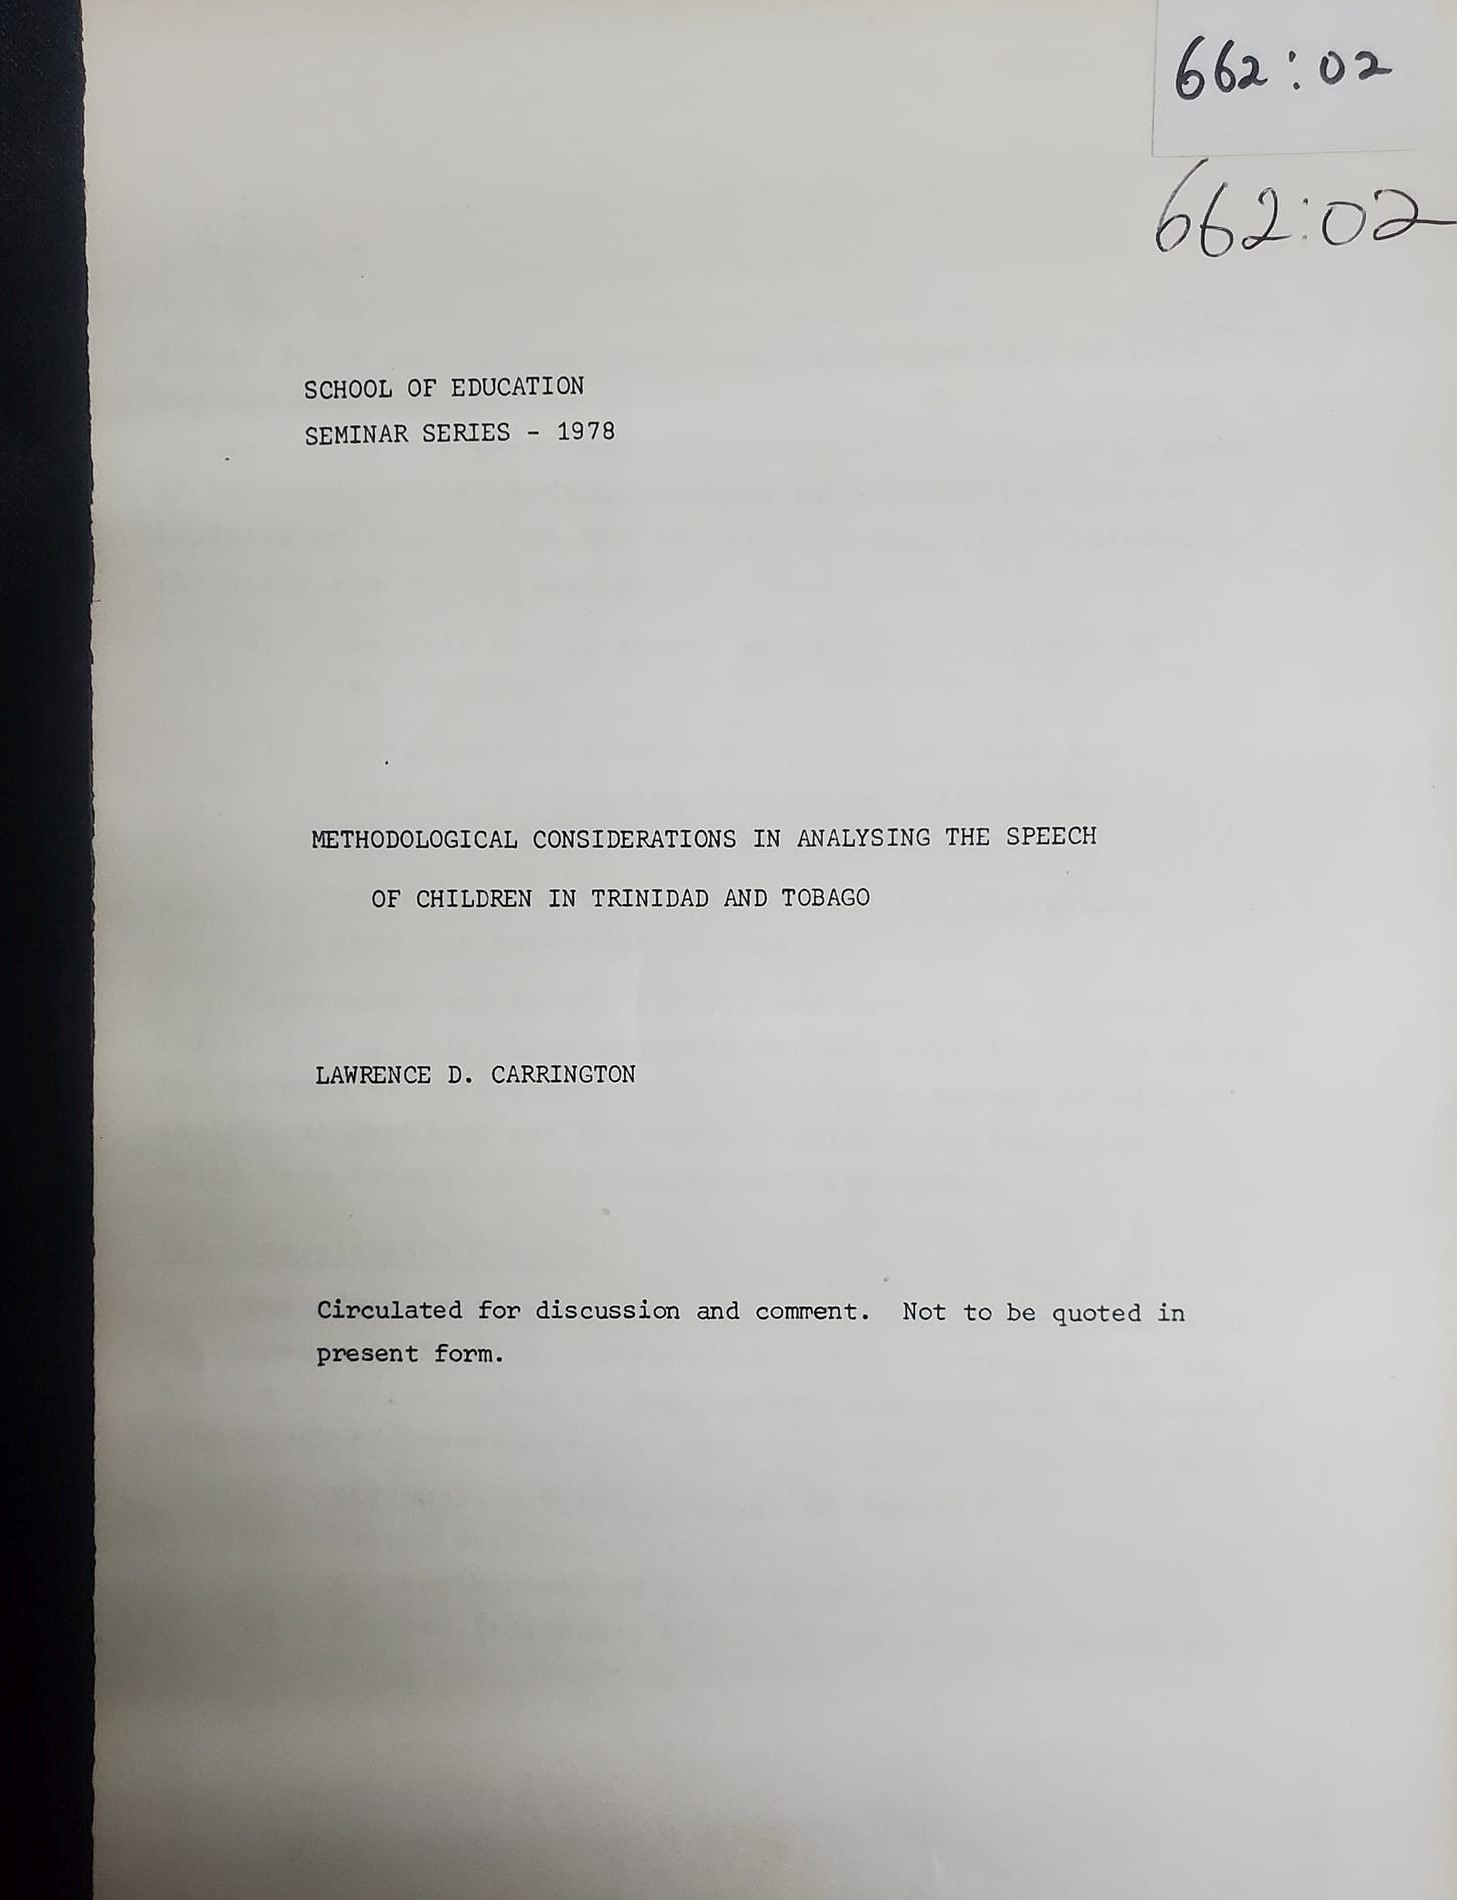 662:02
662:02
SCHOOL OF EDUCATION
SEMINAR SERIES - 1978
METHODOLOGICAL CONSIDERATIONS IN ANALYSING THE SPEECH
OF CHILDREN IN TRINIDAD AND TOBAGO
LAWRENCE D. CARRINGTON
Circulated for discussion and comment.  Not to be quoted in
present form.